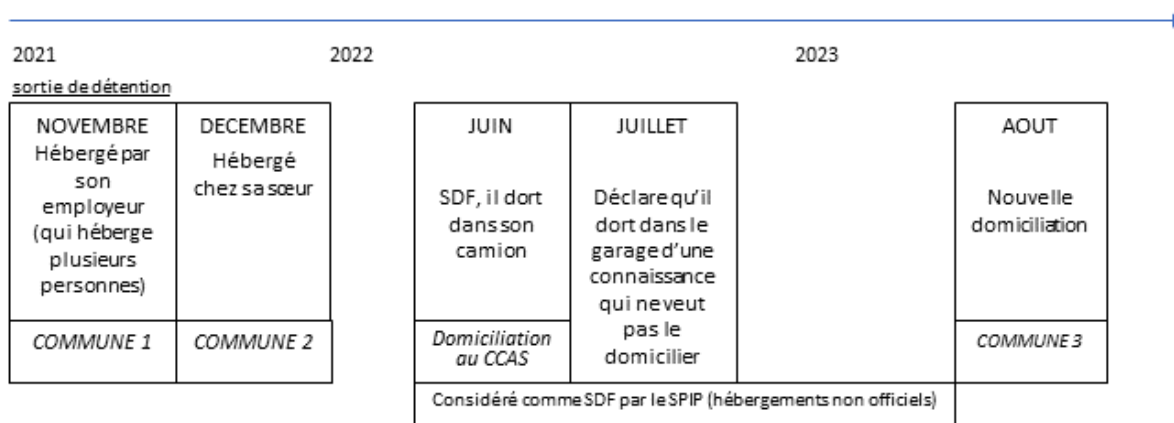 2021 2022 2023
sortie de détention
NOVEMBRE
Hébergé par
son
employeur
(qui héberge
plusieurs
personnes)
COMMUNE 1
DECEMBRE
Hébergé
chez sa sœur
COMMUNE 2
JUIN
SDF, il dort
dans son
camion
Domiciliation
au CCAS
JUILLET
Déclare qu'il
dort dans le
garage d'une
connaissance
qui ne veut
pas le
domicilier
AOUT
Nouvelle
domiciliation
COMMUNE 3
Considéré comme SDF par le SPIP (hébergements non officiels)